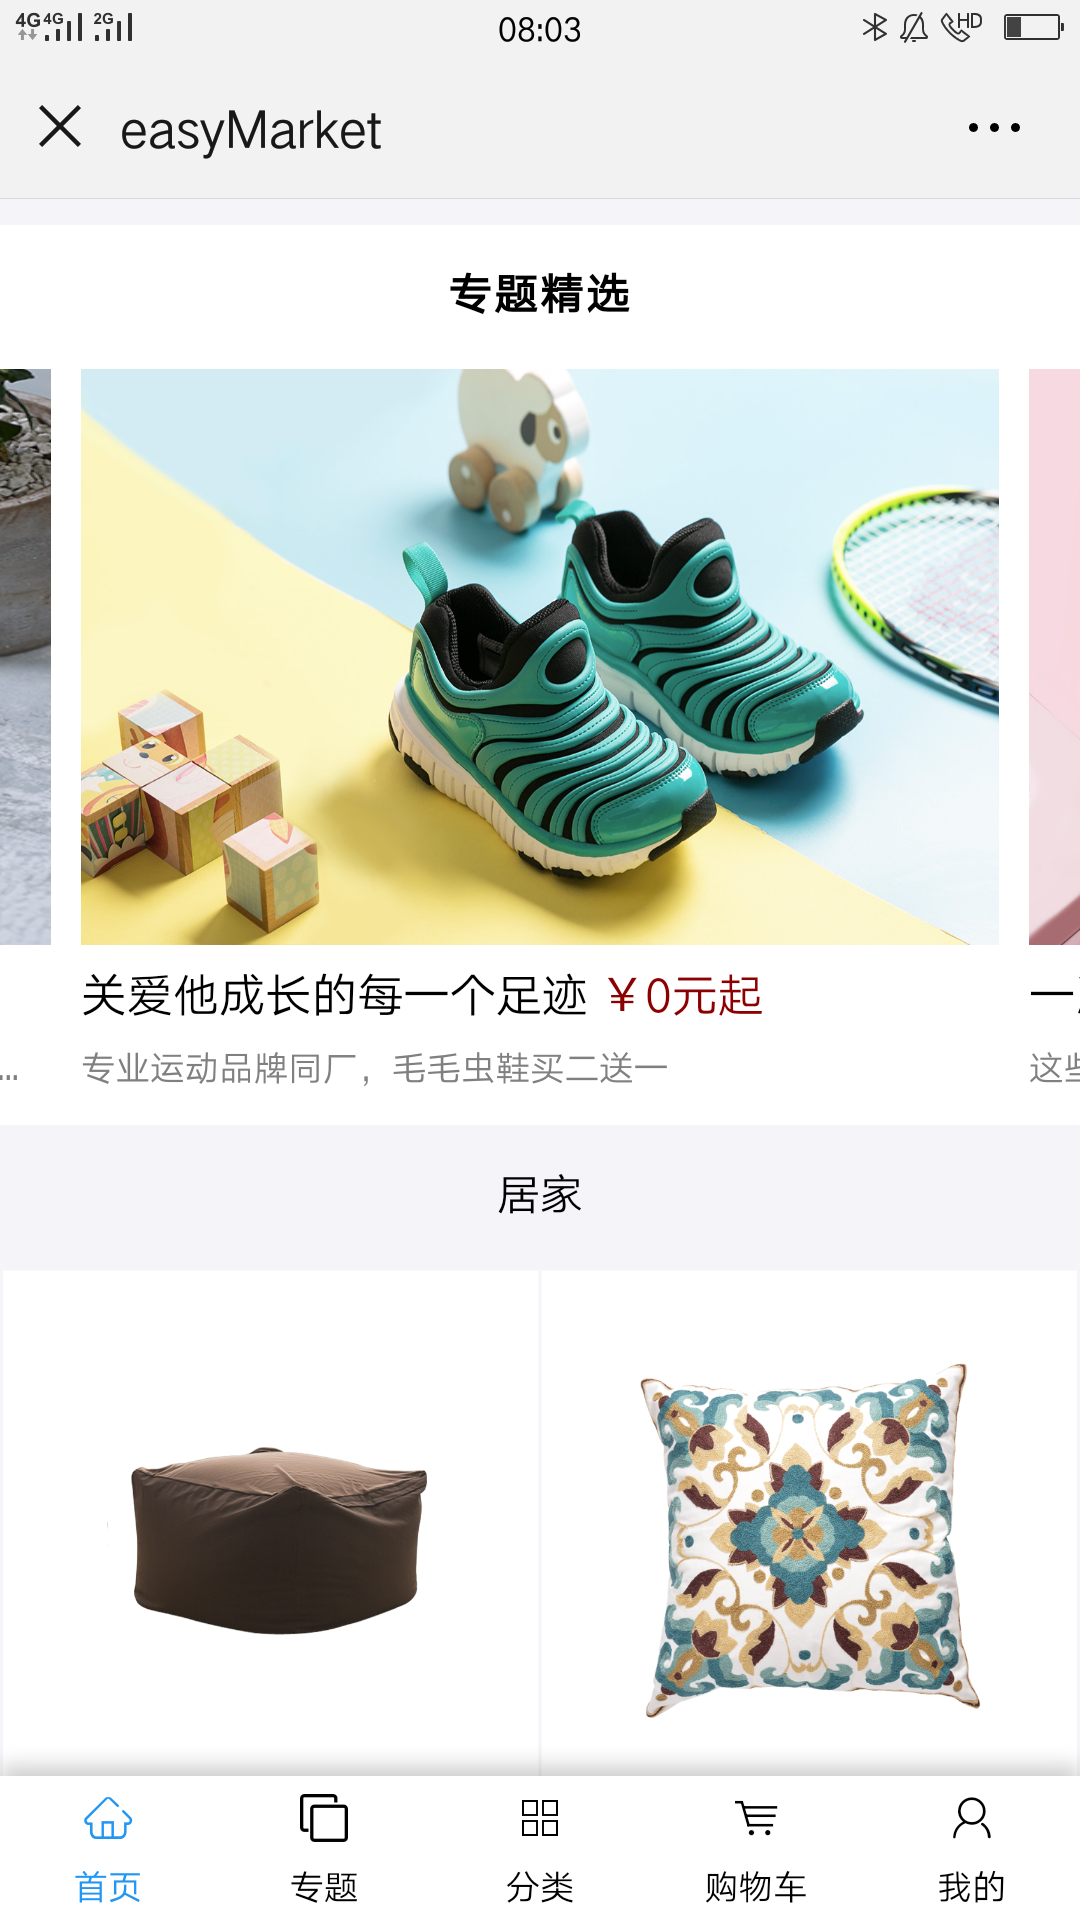 4G 4G 2G 08:03 HD
easyMarket
专题精选
关爱他成长的每一个足迹 ￥0元起
一
专业运动品牌同厂，毛毛虫鞋买二送一
...
这些
居家
首页 专题 分类 购物车 我的